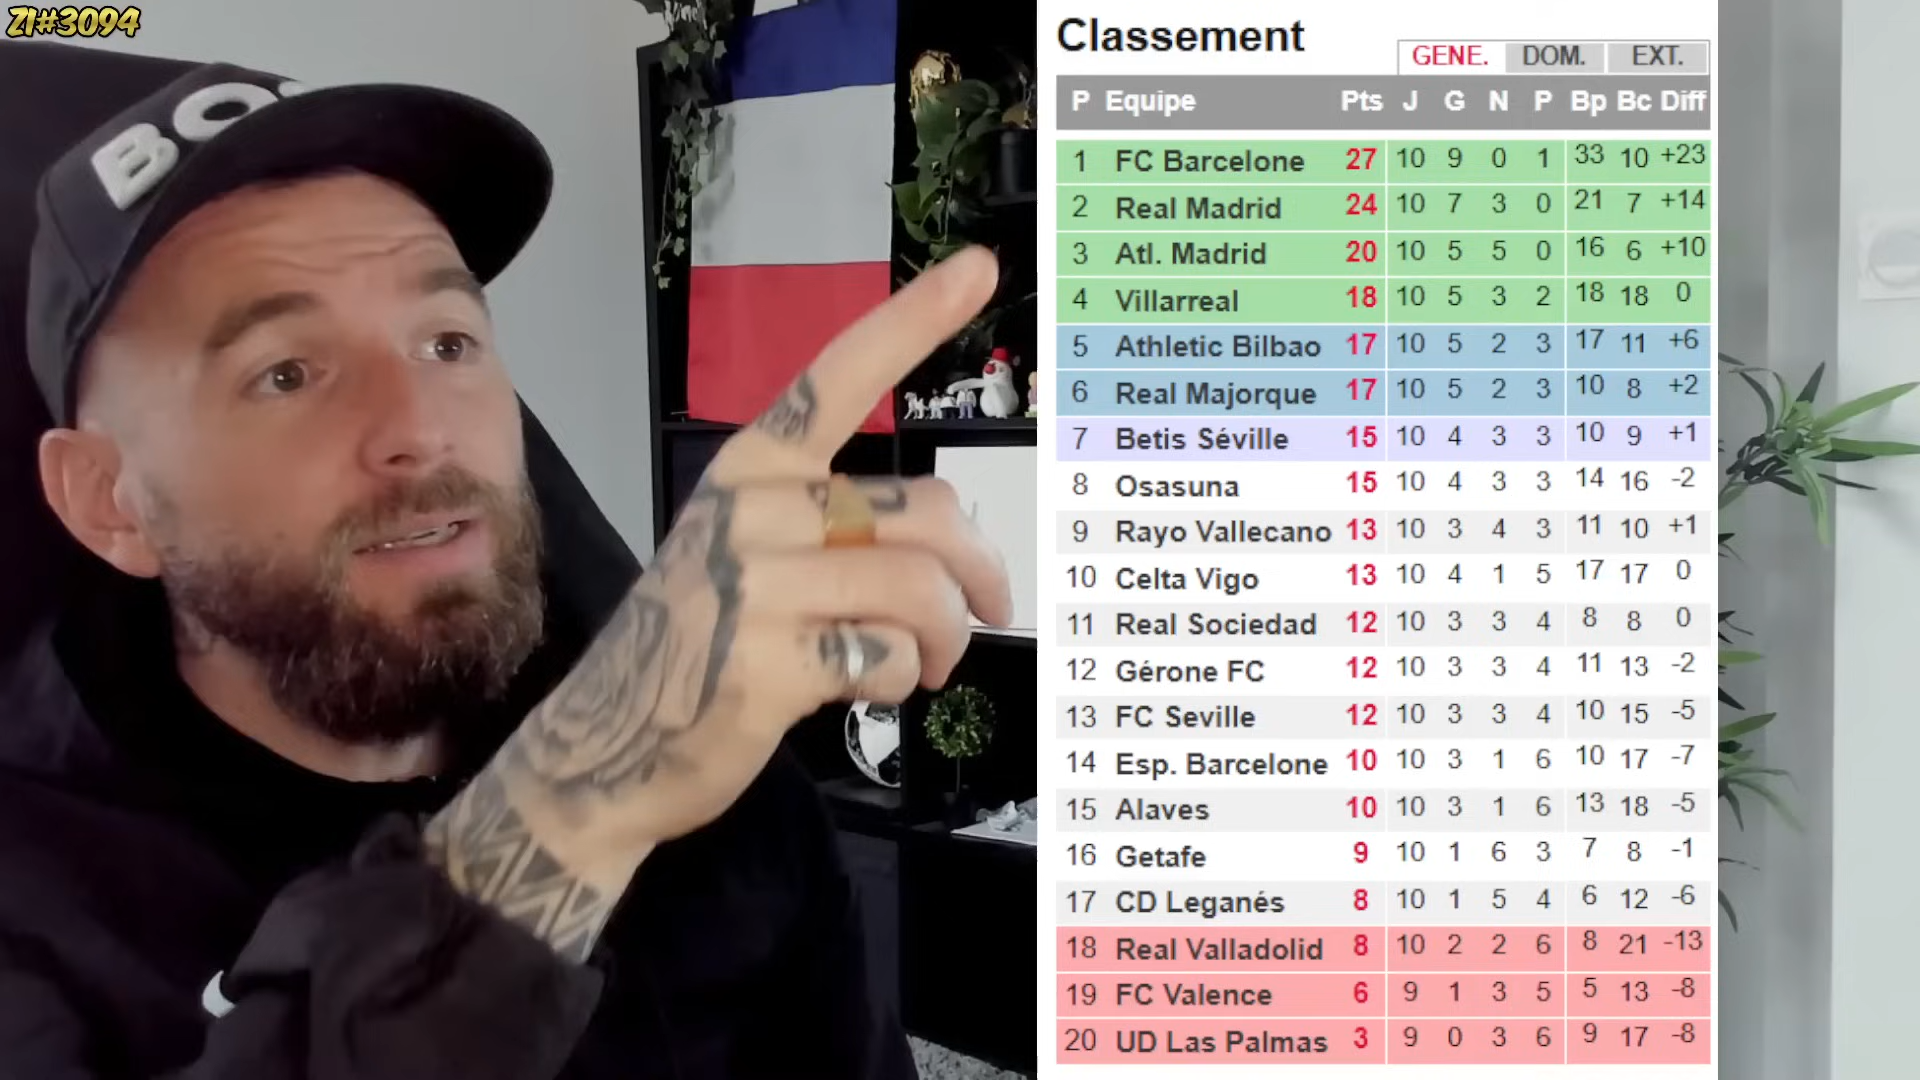 ZI#3094
BO
Classement
GENE. DOM. EXT.
P Equipe Pts J G N P Bp Bc Diff
1 FC Barcelone 27 10 9 0 1 33 10 +23
2 Real Madrid 24 10 7 3 0 21 7 +14
3 Atl. Madrid 20 10 5 5 0 16 6 +10
4 Villarreal 18 10 5 3 2 18 18 0
5 Athletic Bilbao 17 10 5 2 3 17 11 +6
6 Real Majorque 17 10 5 2 3 10 8 +2
7 Betis Séville 15 10 4 3 3 10 9 +1
8 Osasuna 15 10 4 3 3 14 16 -2
9 Rayo Vallecano 13 10 3 4 3 11 10 +1
10 Celta Vigo 13 10 4 1 5 17 17 0
11 Real Sociedad 12 10 3 3 4 8 8 0
12 Gérone FC 12 10 3 3 4 11 13 -2
13 FC Seville 12 10 3 3 4 10 15 -5
14 Esp. Barcelone 10 10 3 1 6 10 17 -7
15 Alaves 10 10 3 1 6 13 18 -5
16 Getafe 9 10 1 6 3 7 8 -1
17 CD Leganés 8 10 1 5 4 6 12 -6
18 Real Valladolid 8 10 2 2 6 8 21 -13
19 FC Valence 6 9 1 3 5 5 13 -8
20 UD Las Palmas 3 9 0 3 6 9 17 -8